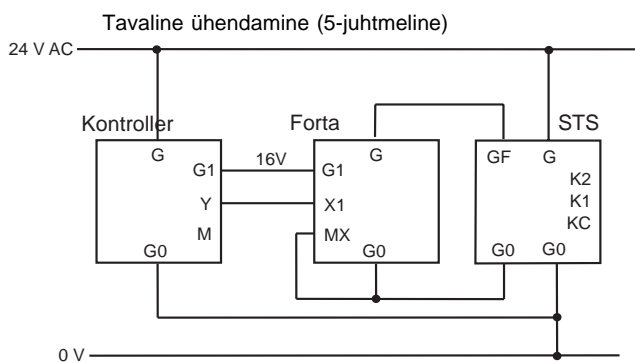 Tavaline ühendamine (5-juhtmeline)
24 V AC
Kontroller
Forta
STS
G
G
GF
G
G1
16V
G1
K2
Y
X1
K1
M
MX
KC
G0
G0
G0
G0
0 V